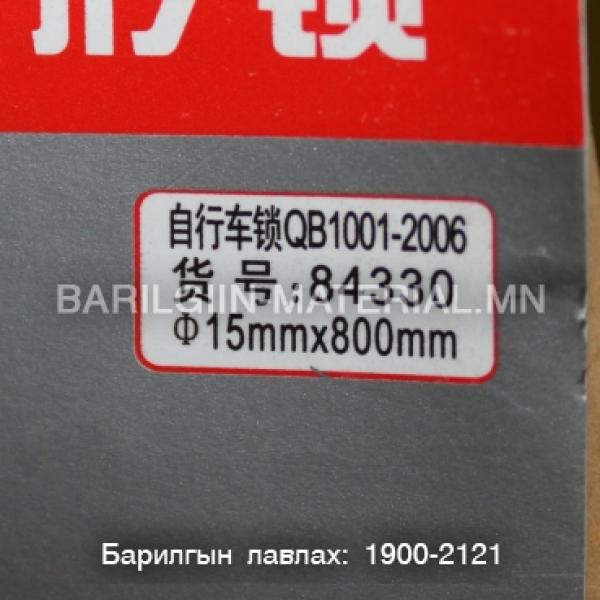 锁
自行车锁QB1001-2006
货号:84330
BARILGIIN-MATERIAL.MN
Φ15mmx800mm
Барилгын лавлах: 1900-2121